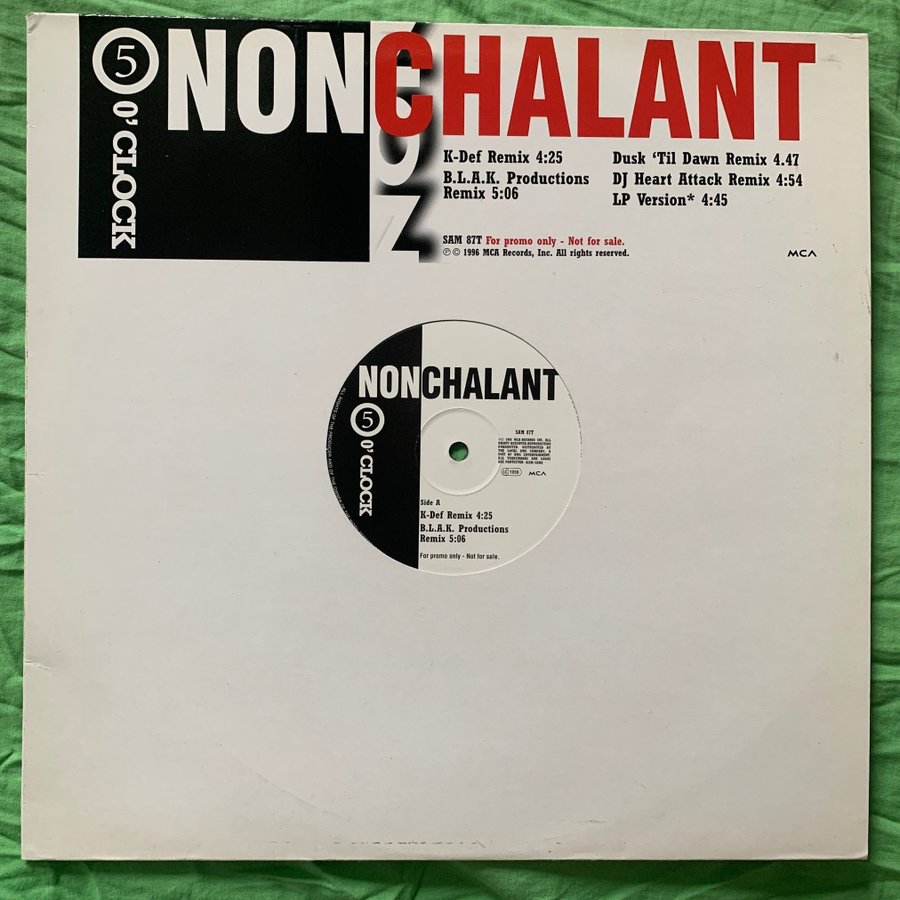 5 O'CLOCK
NONCHALANT
K-Def Remix 4:25
B.L.A.K. Productions
Remix 5:06
Dusk ‘Til Dawn Remix 4.47
DJ Heart Attack Remix 4:54
LP Version* 4:45
SAM 87T For promo only - Not for sale.
℗ © 1996 MCA Records, Inc. All rights reserved.
MCA
NONCHALANT
5 O'CLOCK
SAM 87T
MCA
Side A
K-Def Remix 4:25
B.L.A.K. Productions
Remix 5:06
For promo only - Not for sale.